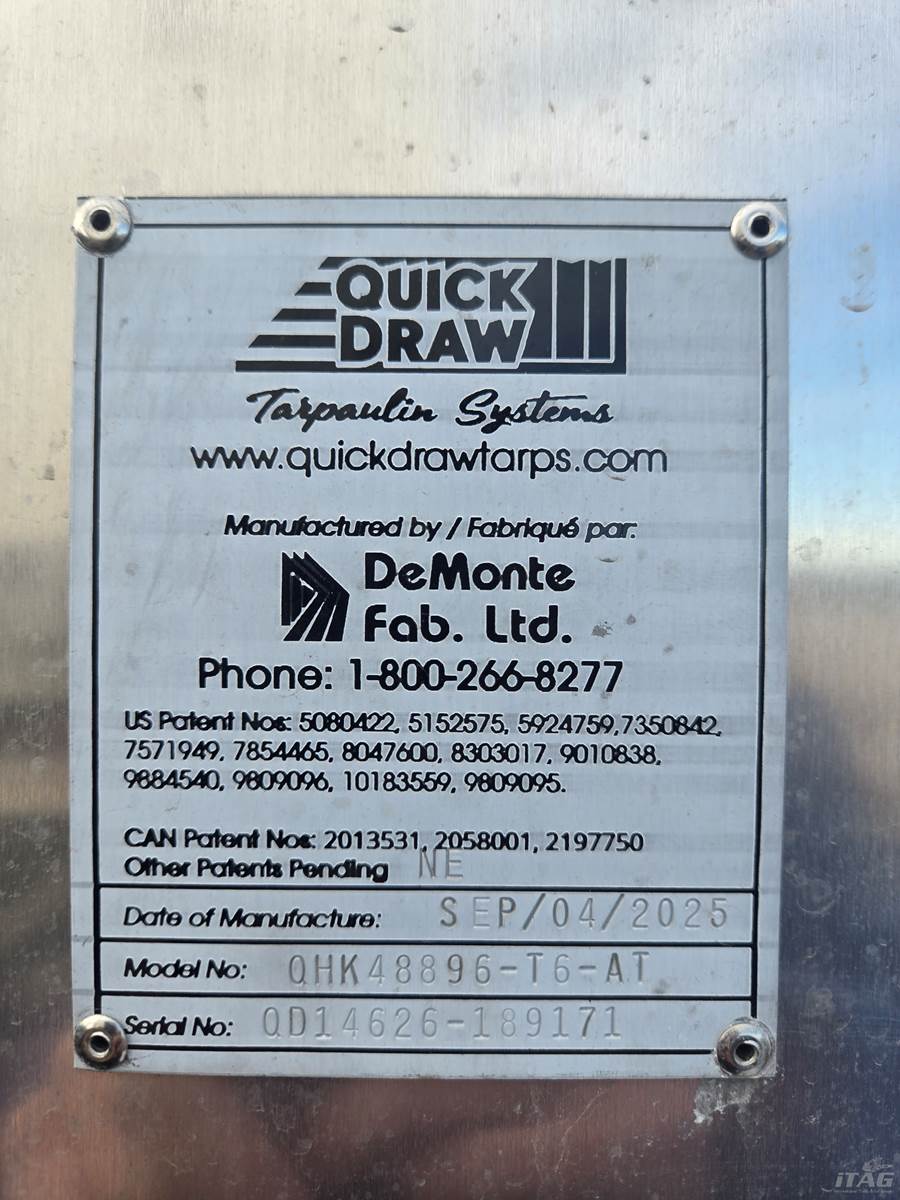 QUICK
DRAW
Tarpaulin Systems
www.quickdrawtarps.com
Manufactured by / Fabriqué par:
DeMonte
Fab. Ltd.
Phone: 1-800-266-8277
US Patent Nos: 5080422, 5152575, 5924759,7350842,
7571949, 7854465, 8047600, 8303017, 9010838,
9884540, 9809096, 10183559, 9809095.
CAN Patent Nos: 2013531, 2058001, 2197750
Other Patents Pending NE
Date of Manufacture: SEP/04/2025
Model No: QHK48896-T6-AT
Serial No: QD14626-189171
iTAG